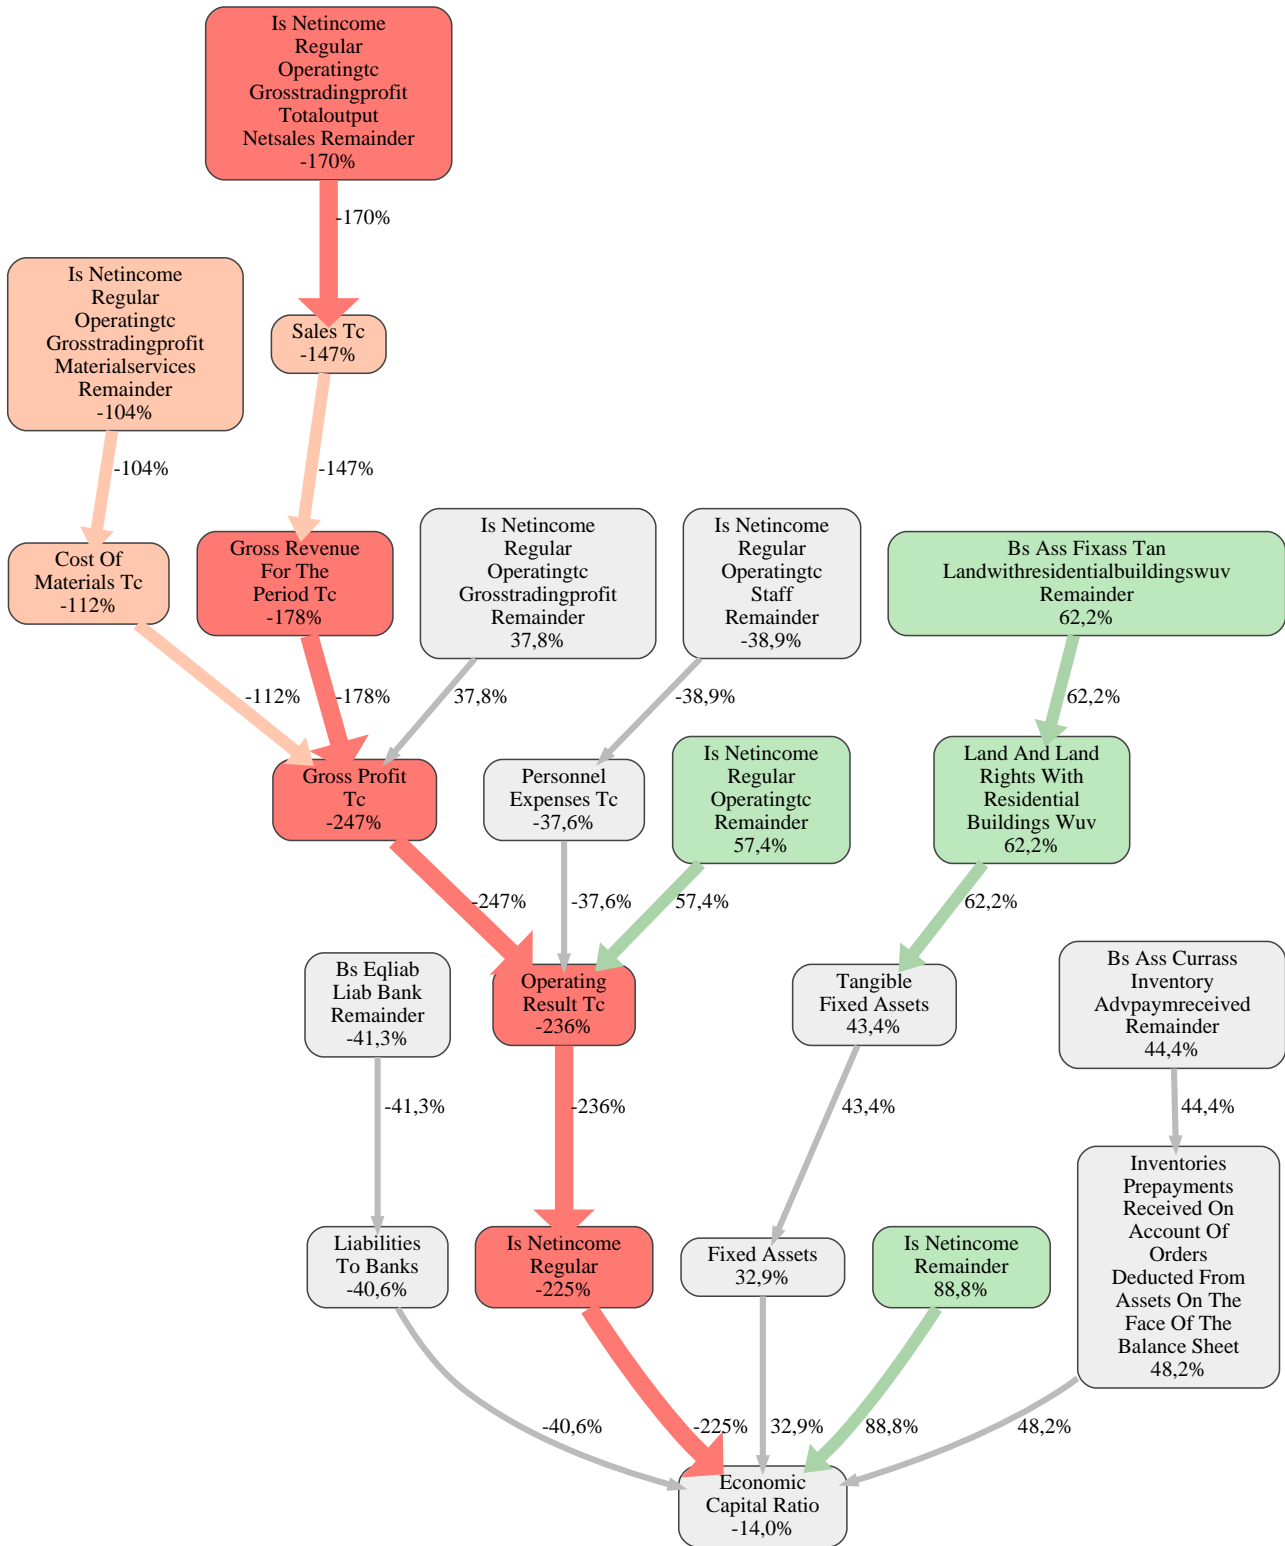 Is Netincome
Regular
Operatingtc
Grosstradingprofit
Totaloutput
Netsales Remainder
-170%
-170%
Is Netincome
Regular
Operatingtc
Grosstradingprofit
Materialservices
Remainder
-104%
Sales Tc
-147%
-104%
-147%
Cost Of
Materials Tc
-112%
Gross Revenue
For The
Period Tc
-178%
Is Netincome
Regular
Operatingtc
Grosstradingprofit
Remainder
37,8%
Is Netincome
Regular
Operatingtc
Staff
Remainder
-38,9%
Bs Ass Fixass Tan
Landwithresidentialbuildingswuv
Remainder
62,2%
-112%
-178%
37,8%
-38,9%
62,2%
Gross Profit
Tc
-247%
Personnel
Expenses Tc
-37,6%
Is Netincome
Regular
Operatingtc
Remainder
57,4%
Land And Land
Rights With
Residential
Buildings Wuv
62,2%
-247%
-37,6%
57,4%
62,2%
Bs Eqliab
Liab Bank
Remainder
-41,3%
Operating
Result Tc
-236%
Tangible
Fixed Assets
43,4%
Bs Ass Currass
Inventory
Advpaymreceived
Remainder
44,4%
-41,3%
-236%
43,4%
44,4%
Liabilities
To Banks
-40,6%
Is Netincome
Regular
-225%
Fixed Assets
32,9%
Is Netincome
Remainder
88,8%
Inventories
Prepayments
Received On
Account Of
Orders
Deducted From
Assets On The
Face Of The
Balance Sheet
48,2%
-40,6%
-225%
32,9%
88,8%
48,2%
Economic
Capital Ratio
-14,0%